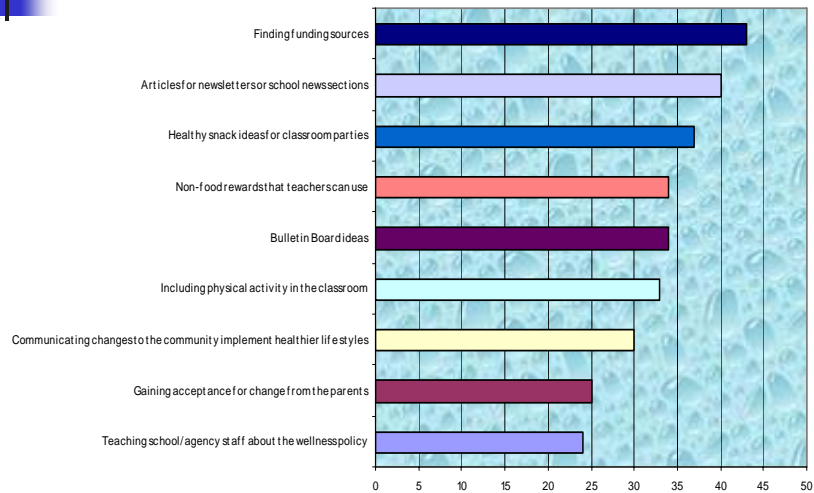 Finding funding sources
Articles for newsletters or school news sections
Healthy snack ideas for classroom parties
Non-food rewards that teachers can use
Bulletin Board ideas
Including physical activity in the classroom
Communicating changes to the community implement healthier lifestyles
Gaining acceptance for change from the parents
Teaching school/agency staff about the wellness policy
0 5 10 15 20 25 30 35 40 45 50